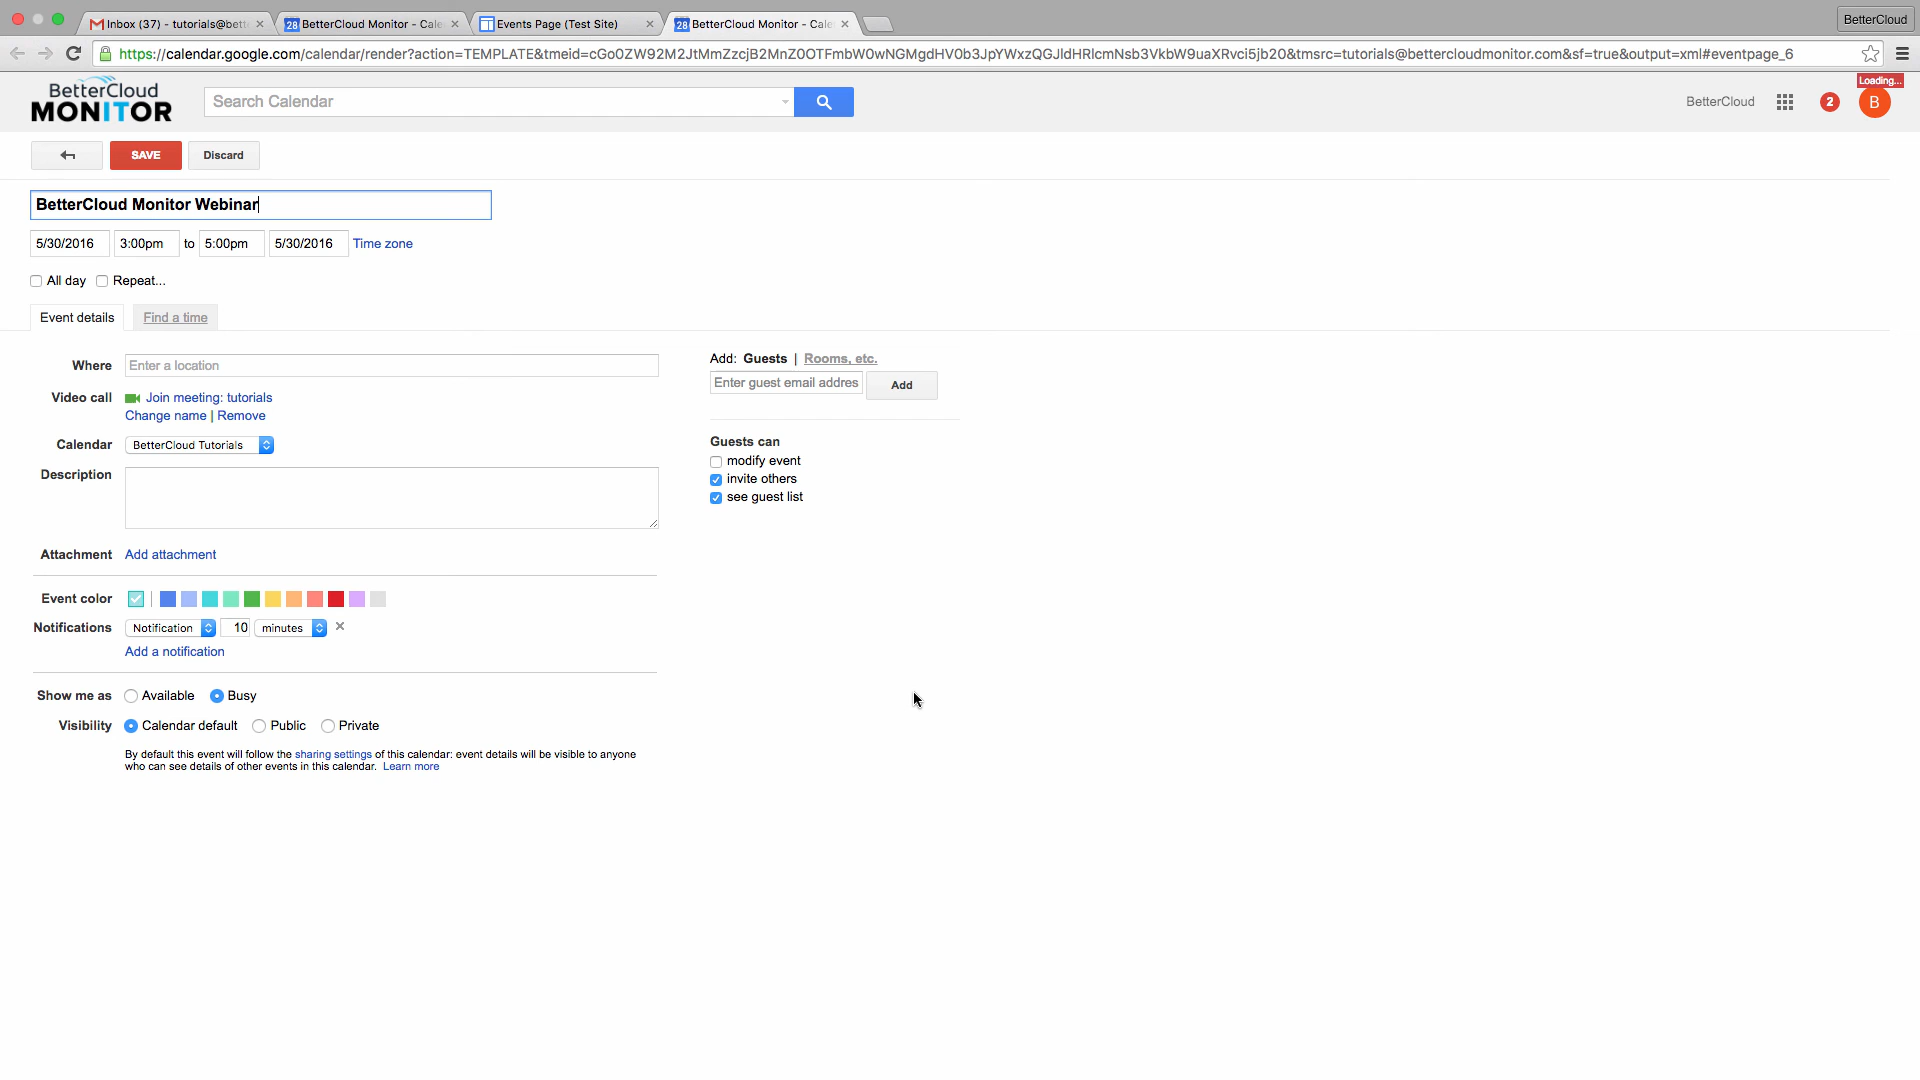 Inbox (37) - tutorials@bett
BetterCloud Monitor - Cale
Events Page (Test Site)
BetterCloud Monitor - Cale
BetterCloud
https://calendar.google.com/calendar/render?action=TEMPLATE&tmeid=cGo0ZW92M2JtMmZzcjB2MnZ0OTFmbW0wNGMgdHV0b3JpYWxzQGJldHRlcmNsb3VkbW9uaXRvci5jb20&tmsrc=tutorials@bettercloudmonitor.com&sf=true&output=xml#eventpage_6
Loading...
BetterCloud
MONITOR
Search Calendar
BetterCloud
2
B
SAVE
Discard
BetterCloud Monitor Webinar
5/30/2016 3:00pm to 5:00pm 5/30/2016 Time zone
All day Repeat...
Event details Find a time
Where Enter a location
Video call Join meeting: tutorials
Change name | Remove
Calendar BetterCloud Tutorials
Description
Attachment Add attachment
Event color
Notifications Notification 10 minutes
Add a notification
Show me as Available Busy
Visibility Calendar default Public Private
By default this event will follow the sharing settings of this calendar: event details will be visible to anyone
who can see details of other events in this calendar. Learn more
Add: Guests | Rooms, etc.
Enter guest email addres Add
Guests can
modify event
invite others
see guest list